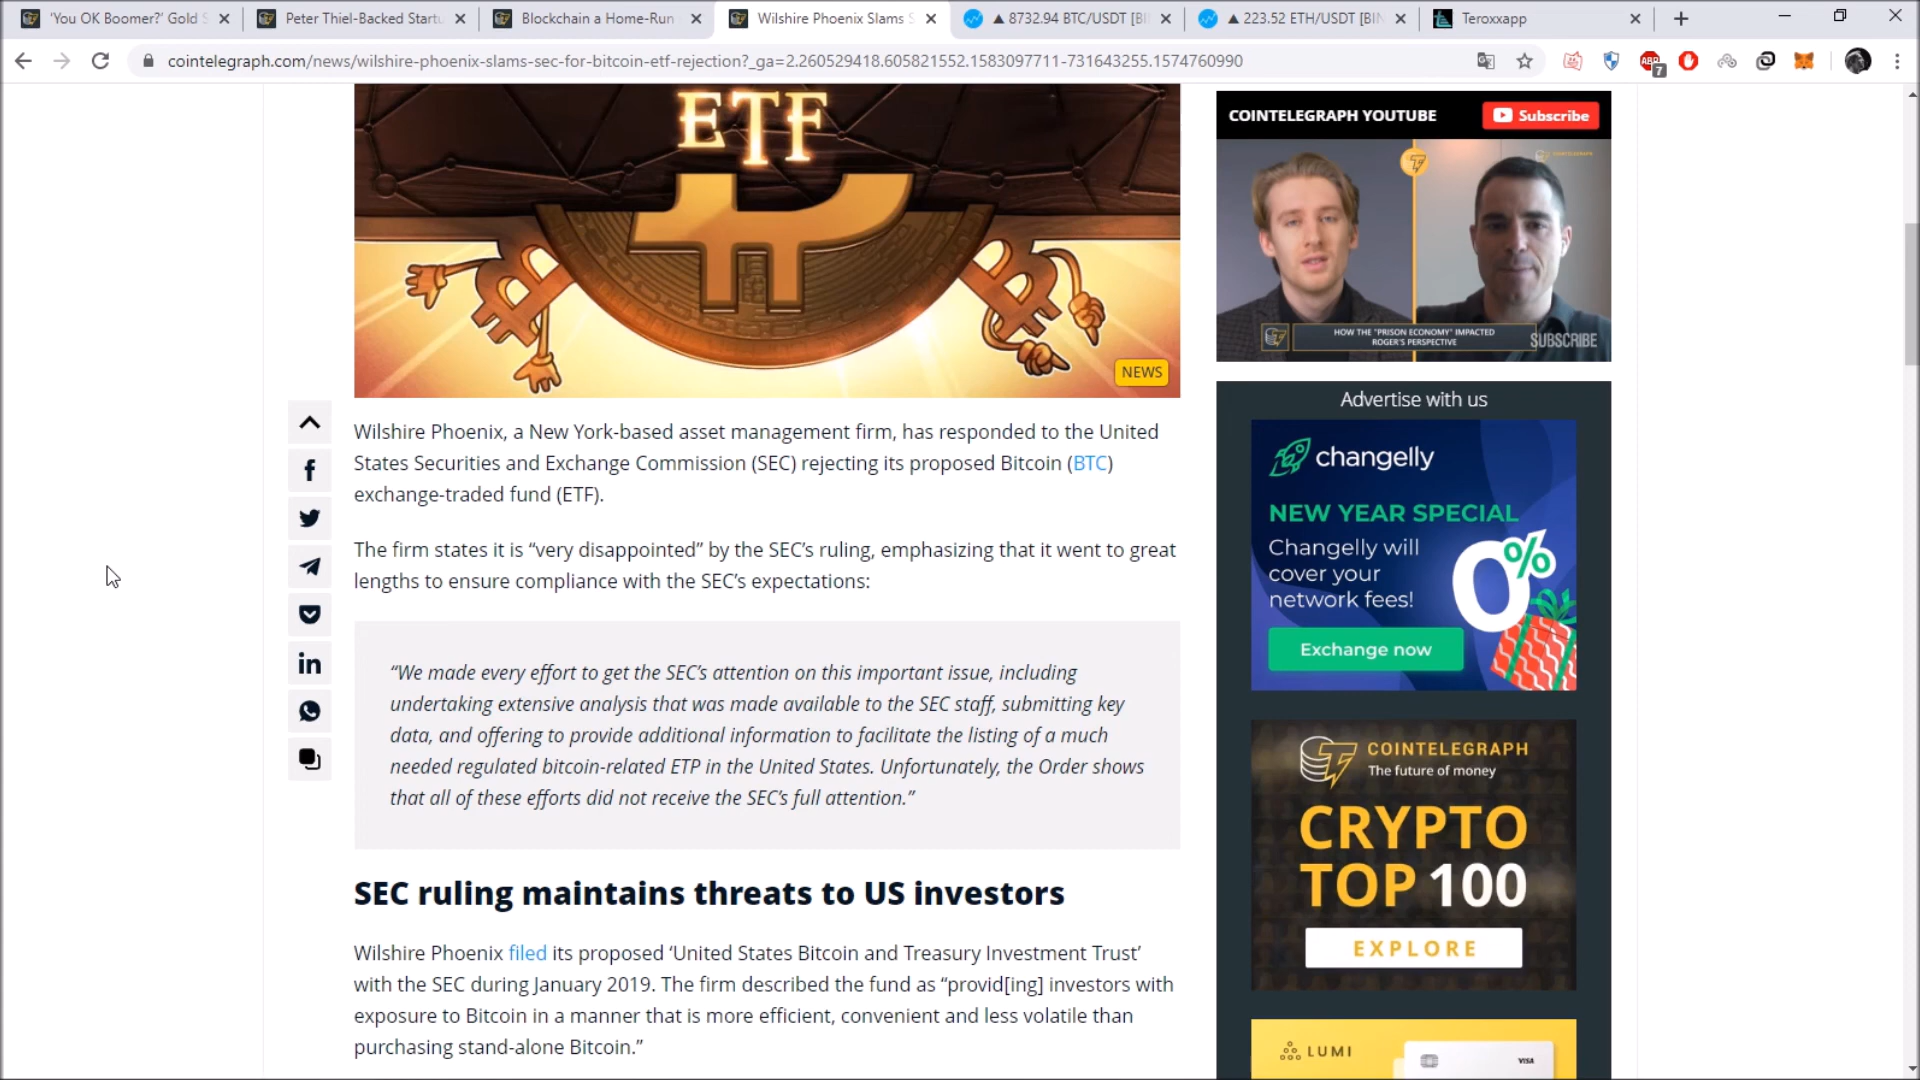 'You OK Boomer?' Gold S
Peter Thiel-Backed Startu
Blockchain a Home-Run
Wilshire Phoenix Slams S
▲ 8732.94 BTC/USDT [BI
▲ 223.52 ETH/USDT [BIN
Teroxxapp
cointelegraph.com/news/wilshire-phoenix-slams-sec-for-bitcoin-etf-rejection?_ga=2.260529418.605821552.1583097711-731643255.1574760990
ABP
7
ETF
NEWS
Wilshire Phoenix, a New York-based asset management firm, has responded to the United
States Securities and Exchange Commission (SEC) rejecting its proposed Bitcoin (BTC)
exchange-traded fund (ETF).
The firm states it is “very disappointed” by the SEC’s ruling, emphasizing that it went to great
lengths to ensure compliance with the SEC’s expectations:
“We made every effort to get the SEC’s attention on this important issue, including
undertaking extensive analysis that was made available to the SEC staff, submitting key
data, and offering to provide additional information to facilitate the listing of a much
needed regulated bitcoin-related ETP in the United States. Unfortunately, the Order shows
that all of these efforts did not receive the SEC’s full attention.”
SEC ruling maintains threats to US investors
Wilshire Phoenix filed its proposed ‘United States Bitcoin and Treasury Investment Trust’
with the SEC during January 2019. The firm described the fund as “provid[ing] investors with
exposure to Bitcoin in a manner that is more efficient, convenient and less volatile than
purchasing stand-alone Bitcoin.”
COINTELEGRAPH YOUTUBE
Subscribe
COINTELEGRAPH
HOW THE "PRISON ECONOMY" IMPACTED
ROGER'S PERSPECTIVE
SUBSCRIBE
Advertise with us
changelly
NEW YEAR SPECIAL
Changelly will
cover your
network fees!
0%
Exchange now
COINTELEGRAPH
The future of money
CRYPTO
TOP 100
EXPLORE
LUMI
VISA